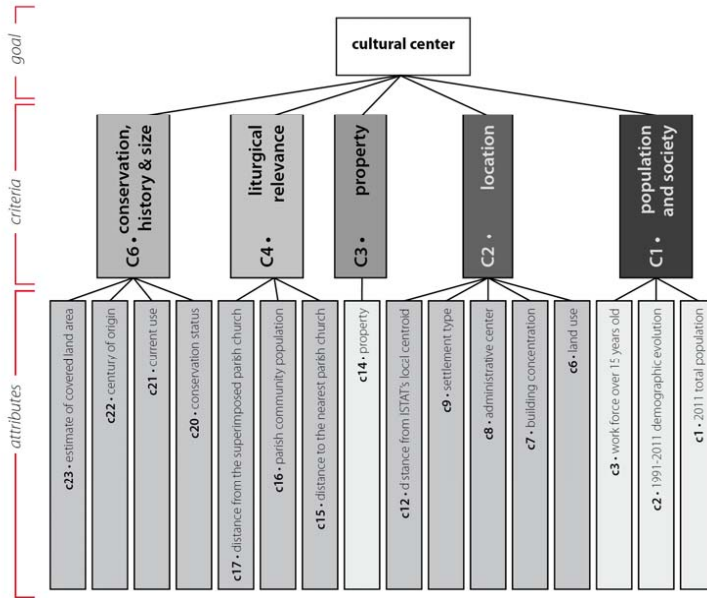 goal
cultural center
criteria
C6 • conservation,
history & size
C4 • liturgical
relevance
C3 • property
C2 • location
C1 • population
and society
attributes
c23 • estimate of covered land area
c22 • century of origin
c21 • current use
c20 • conservation status
c17 • distance from the superimposed parish church
c16 • parish community population
c15 • distance to the nearest parish church
c14 • property
c12 • distance from ISTAT's local centroid
c9 • settlement type
c8 • administrative center
c7 • building concentration
c6 • land use
c3 • work force over 15 years old
c2 • 1991-2011 demographic evolution
c1 • 2011 total population